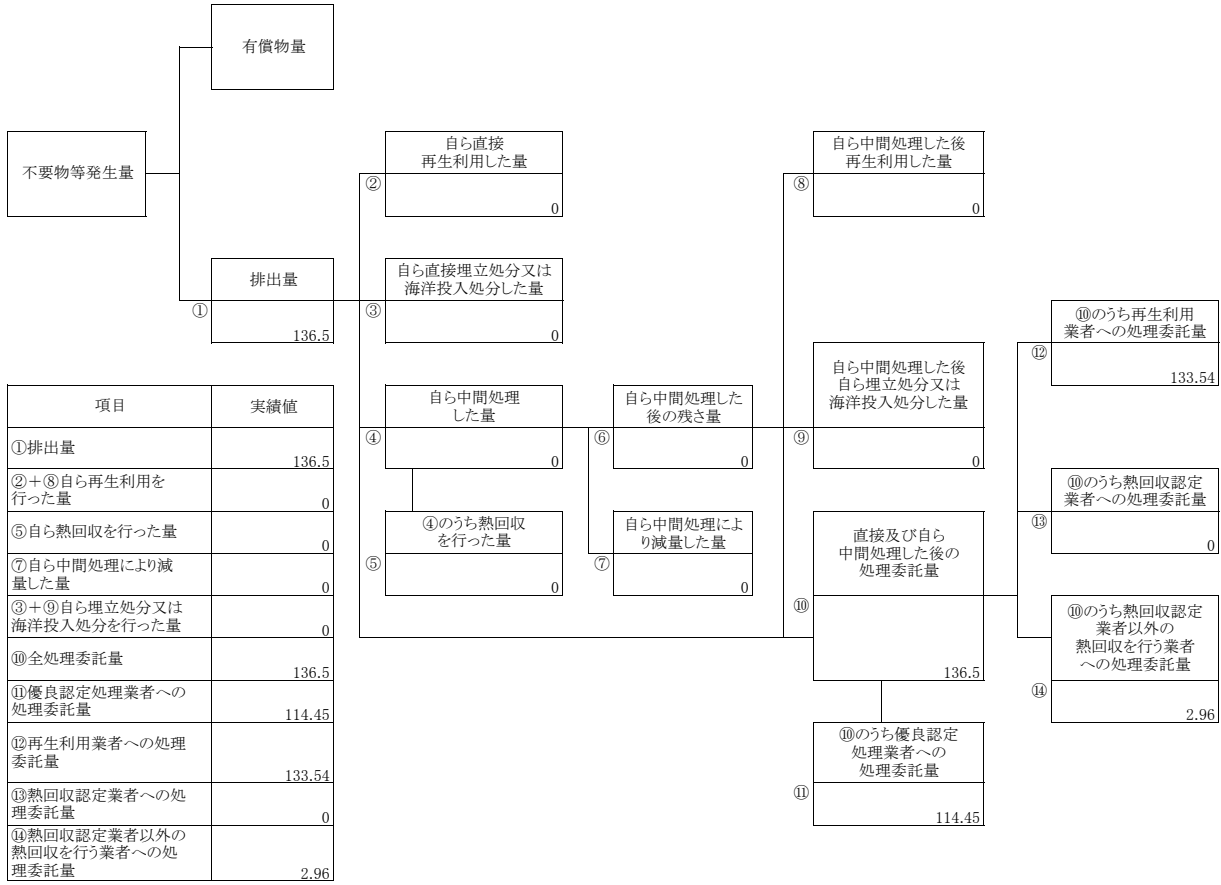 有償物量
不要物等発生量
自ら直接
再生利用した量
②
0
自ら中間処理した後
再生利用した量
⑧
0
排出量
①
136.5
自ら直接埋立処分又は
海洋投入処分した量
③
0
⑩のうち再生利用
業者への処理委託量
⑫
133.54
自ら中間処理
した量
④
0
自ら中間処理した
後の残さ量
⑥
0
自ら中間処理した後
自ら埋立処分又は
海洋投入処分した量
⑨
0
⑩のうち熱回収認定
業者への処理委託量
⑬
0
④のうち熱回収
を行った量
⑤
0
自ら中間処理によ
り減量した量
⑦
0
直接及び自ら
中間処理した後の
処理委託量
⑩
136.5
⑩のうち熱回収認定
業者以外の
熱回収を行う業者
への処理委託量
⑭
2.96
⑩のうち優良認定
処理業者への
処理委託量
⑪
114.45
項目
実績値
①排出量
136.5
②+⑧自ら再生利用を
行った量
0
⑤自ら熱回収を行った量
0
⑦自ら中間処理により減
量した量
0
③+⑨自ら埋立処分又は
海洋投入処分を行った量
0
⑩全処理委託量
136.5
⑪優良認定処理業者への
処理委託量
114.45
⑫再生利用業者への処理
委託量
133.54
⑬熱回収認定業者への処
理委託量
0
⑭熱回収認定業者以外の
熱回収を行う業者への処
理委託量
2.96